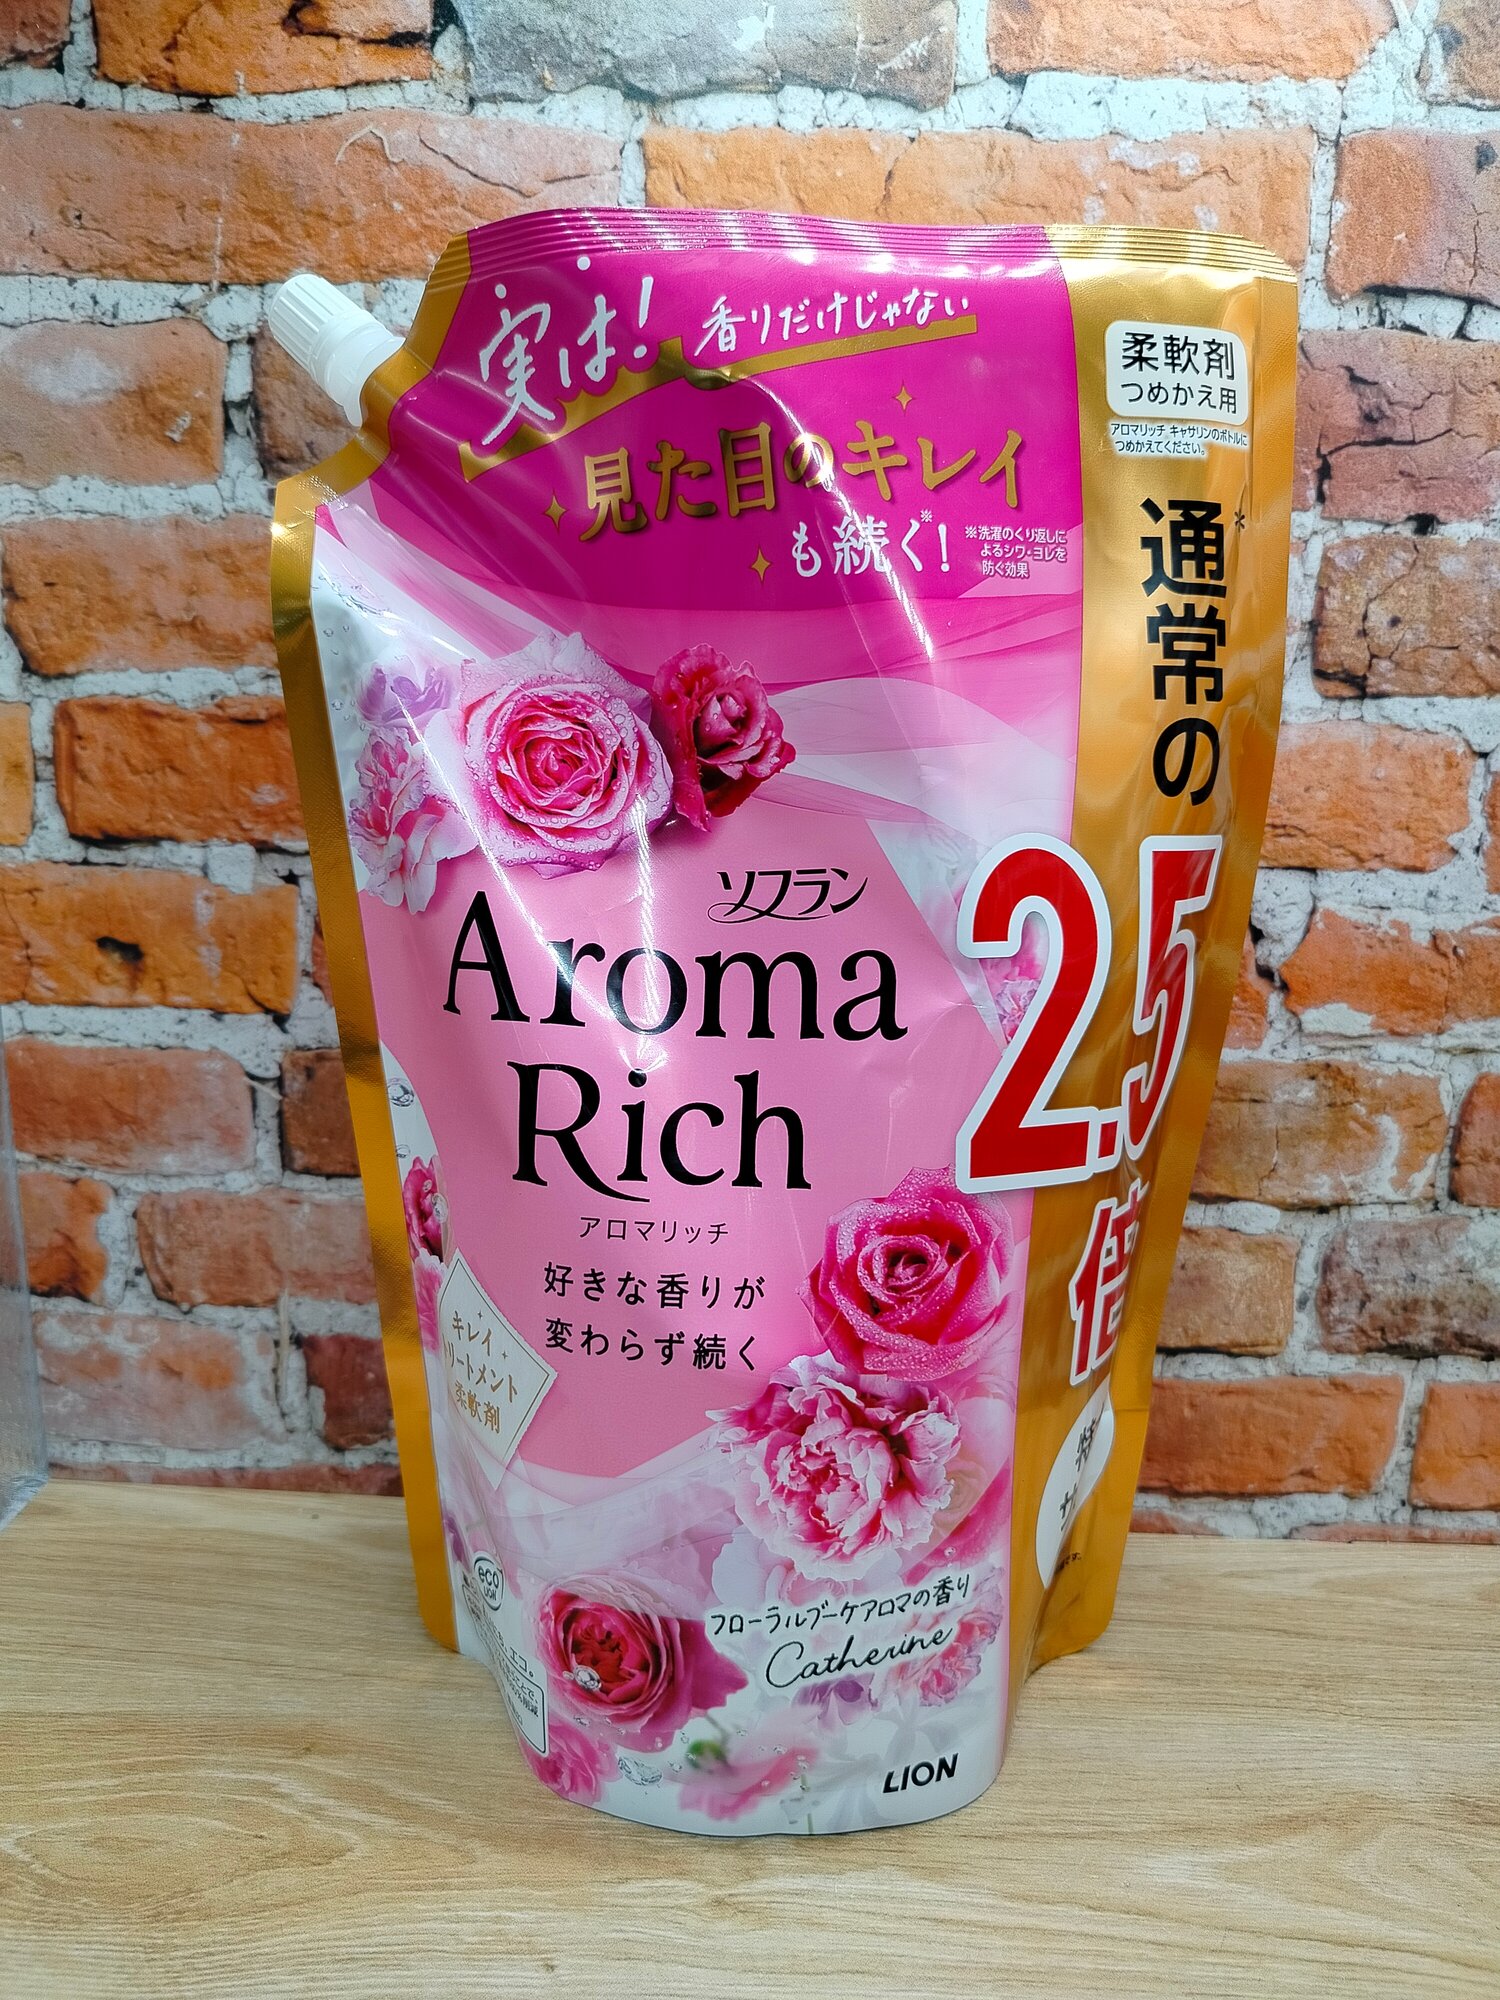 実は！
香りだけじゃない
見た目のキレイ
も続く※！
※洗濯のくり返しに
よるシワ・ヨレを
防ぐ効果
柔軟剤
つめかえ用
アロマリッチ キャサリンのボトルに
つめかえてください。
通常の*
2.5
倍
ソフラン
Aroma
Rich
アロマリッチ
好きな香りが
変わらず続く
キレイ
トリートメント
柔軟剤
フローラルブーケアロマの香り
Catherine
eco
LION
LION